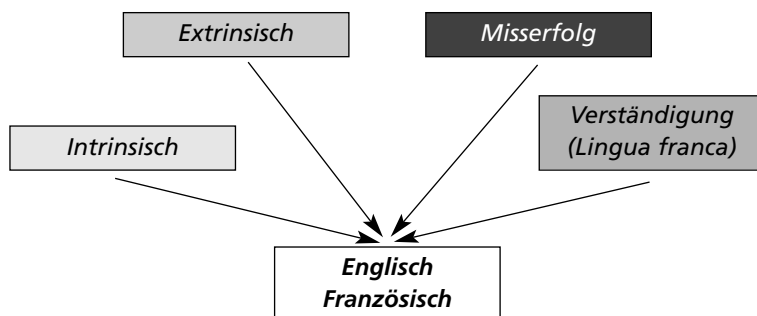 Extrinsisch
Misserfolg
Verständigung
(Lingua franca)
Intrinsisch
Englisch
Französisch